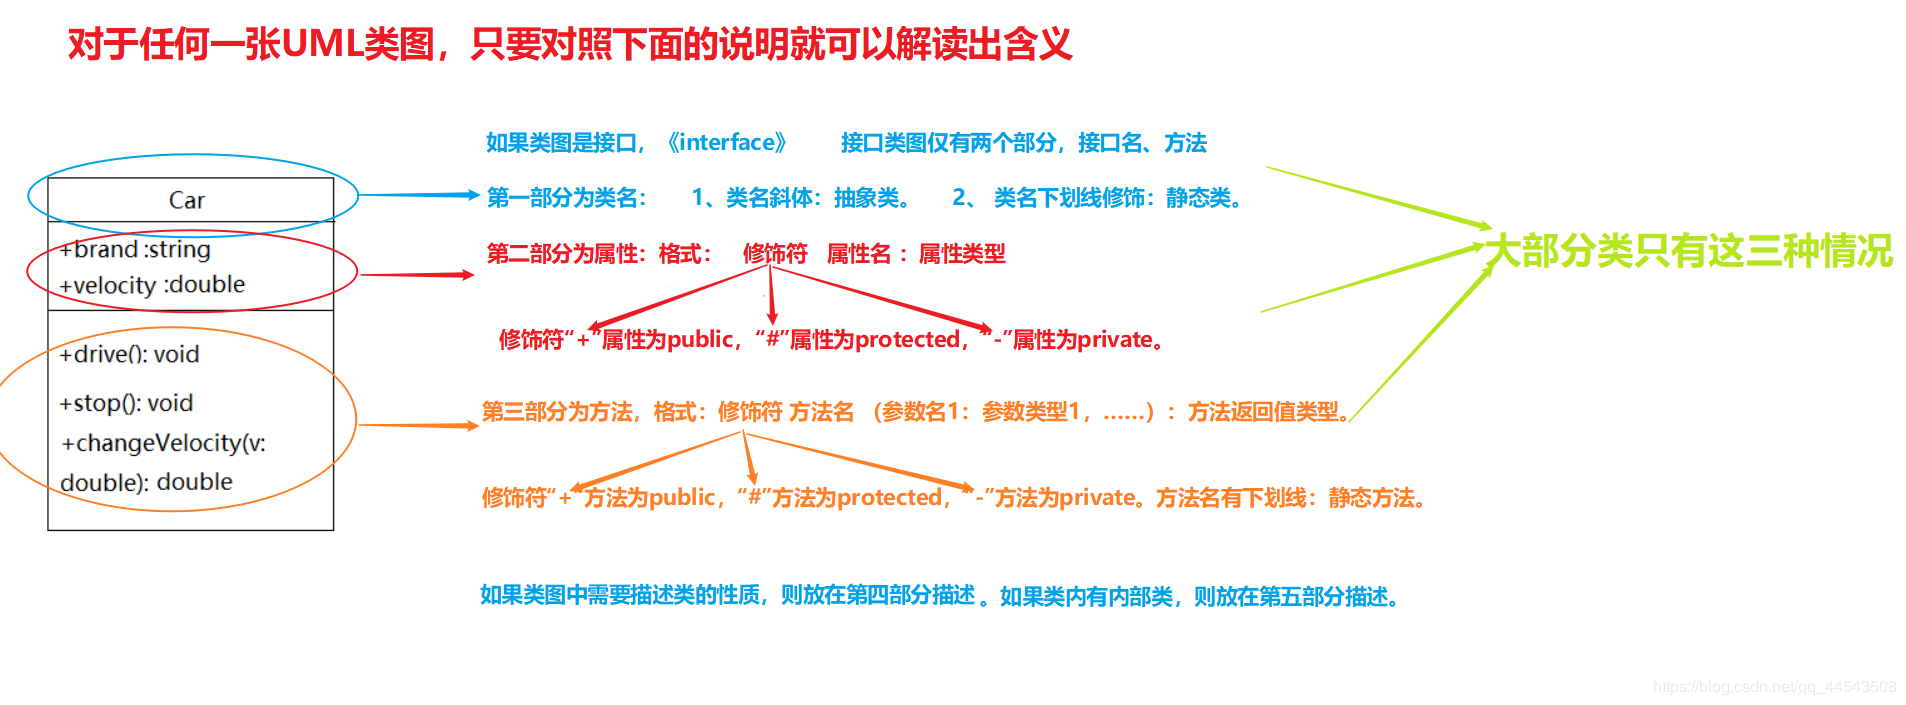 对于任何一张UML类图，只要对照下面的说明就可以解读出含义
如果类图是接口，《interface》 接口类图仅有两个部分，接口名、方法
第一部分为类名： 1、类名斜体：抽象类。 2、 类名下划线修饰：静态类。
Car
+brand :string
+velocity :double
第二部分为属性：格式： 修饰符 属性名 ：属性类型
大部分类只有这三种情况
修饰符“+”属性为public，“#”属性为protected，“-”属性为private。
+drive(): void
+stop(): void
+changeVelocity(v:
double): double
第三部分为方法，格式：修饰符 方法名 （参数名1：参数类型1，……）：方法返回值类型。
修饰符“+“方法为public，“#”方法为protected，“-”方法为private。方法名有下划线：静态方法。
如果类图中需要描述类的性质，则放在第四部分描述 。如果类内有内部类，则放在第五部分描述。
https://blog.csdn.net/qq_44543508